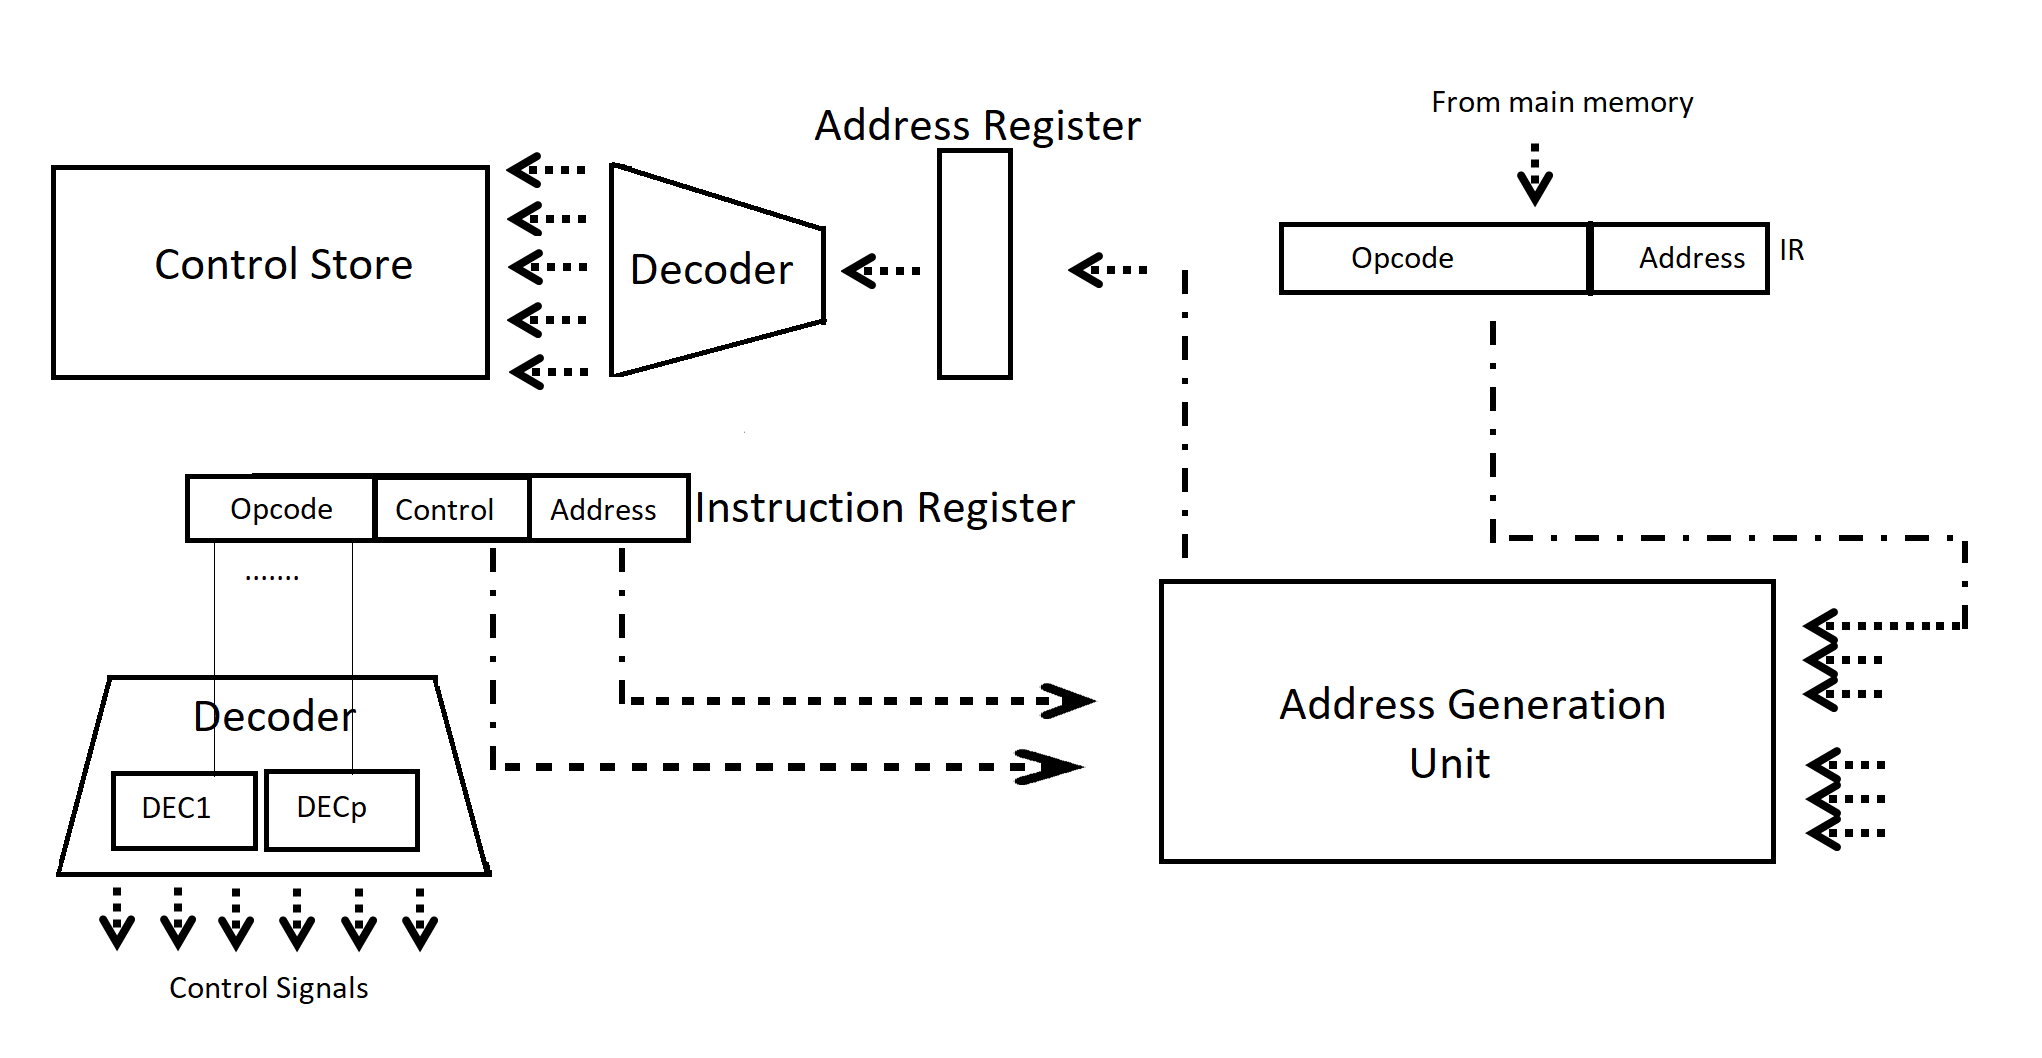 From main memory
Address Register
Opcode
Address
IR
Control Store
Decoder
Opcode
Control
Address
Instruction Register
.......
Decoder
DEC1
DECp
Address Generation
Unit
Control Signals